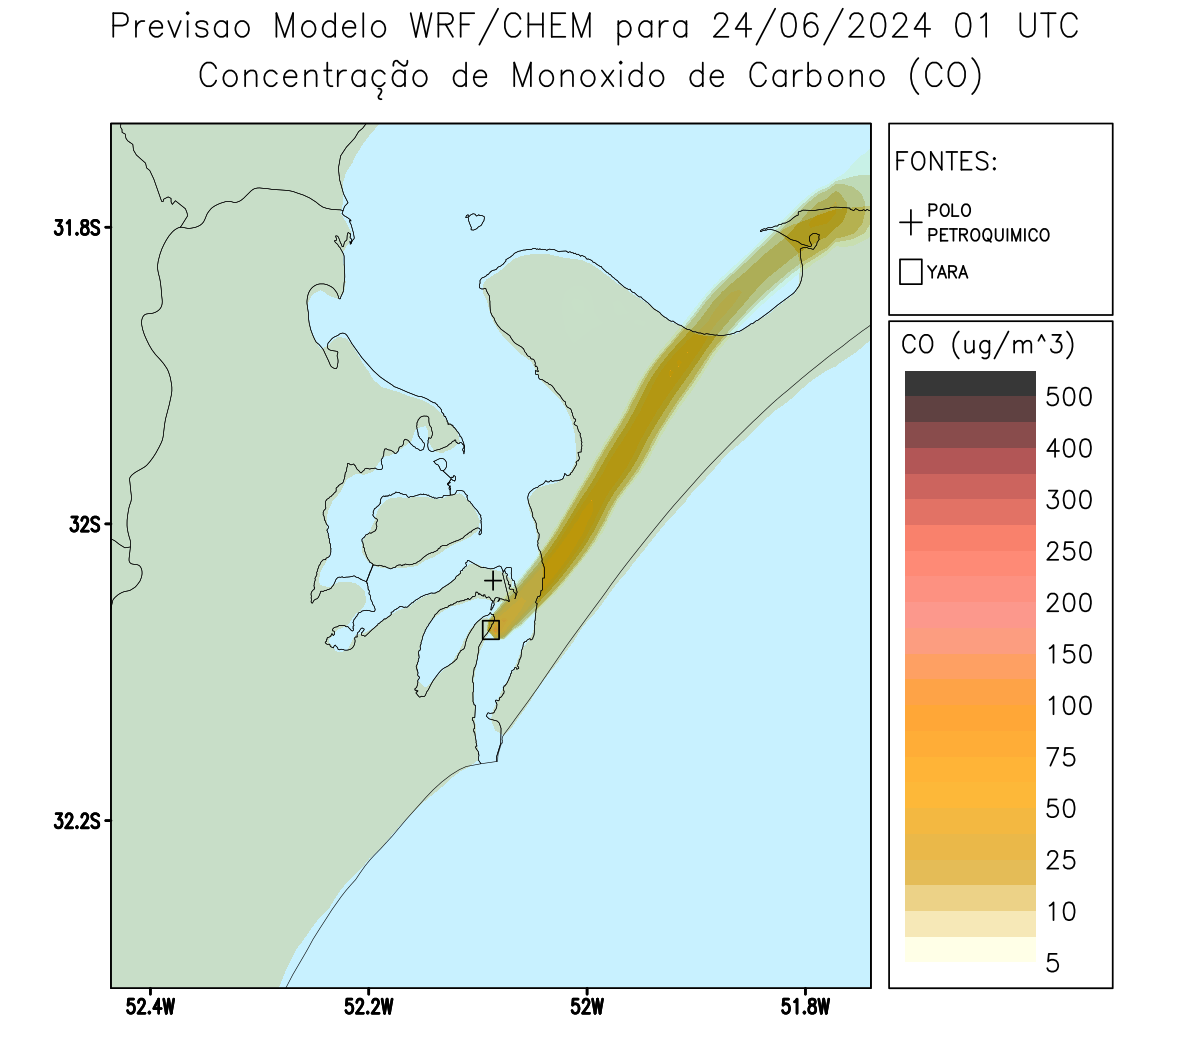 Previsao Modelo WRF/CHEM para 24/06/2024 01 UTC
Concentração de Monoxido de Carbono (CO)
FONTES:
POLO
PETROQUIMICO
YARA
CO (ug/m^3)
500
400
300
250
200
150
100
75
50
25
10
5
31.8S
32S
32.2S
52.4W
52.2W
52W
51.8W